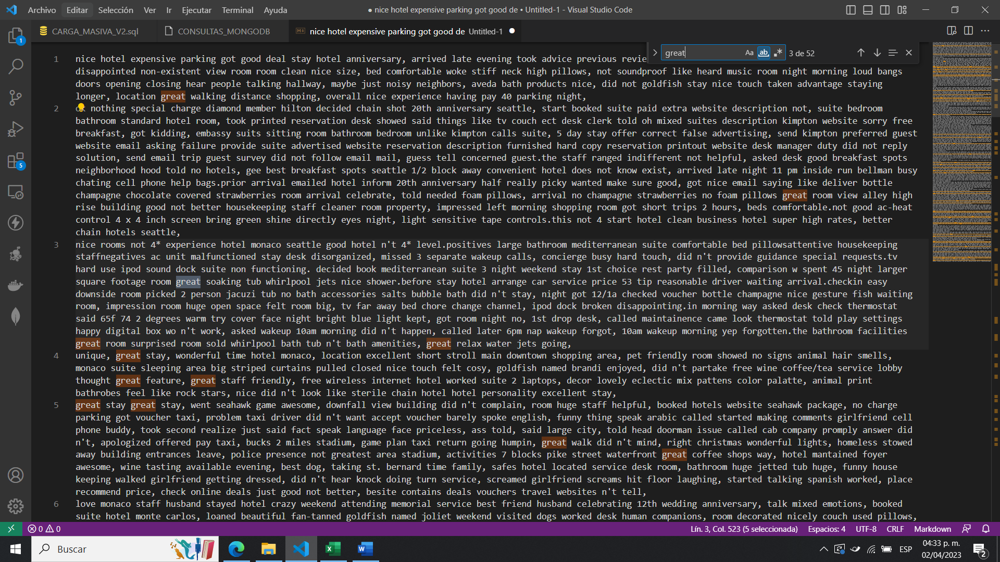 Archivo Editar Selección Ver Ir Ejecutar Terminal Ayuda
● nice hotel expensive parking got good de • Untitled-1 - Visual Studio Code
CARGA_MASIVA_V2.sql CONSULTAS_MONGODB nice hotel expensive parking got good de Untitled-1
great Aa ab 3 de 52
1 nice hotel expensive parking got good deal stay hotel anniversary, arrived late evening took advice previous revie
disappointed non-existent view room room clean nice size, bed comfortable woke stiff neck high pillows, not soundproof like heard music room night morning loud bangs
doors opening closing hear people talking hallway, maybe just noisy neighbors, aveda bath products nice, did not goldfish stay nice touch taken advantage staying
longer, location great walking distance shopping, overall nice experience having pay 40 parking night,
2 ok nothing special charge diamond member hilton decided chain shot 20th anniversary seattle, start booked suite paid extra website description not, suite bedroom
bathroom standard hotel room, took printed reservation desk showed said things like tv couch ect desk clerk told oh mixed suites description kimpton website sorry free
breakfast, got kidding, embassy suits sitting room bathroom bedroom unlike kimpton calls suite, 5 day stay offer correct false advertising, send kimpton preferred guest
website email asking failure provide suite advertised website reservation description furnished hard copy reservation printout website desk manager duty did not reply
solution, send email trip guest survey did not follow email mail, guess tell concerned guest.the staff ranged indifferent not helpful, asked desk good breakfast spots
neighborhood hood told no hotels, gee best breakfast spots seattle 1/2 block away convenient hotel does not know exist, arrived late night 11 pm inside run bellman busy
chating cell phone help bags.prior arrival emailed hotel inform 20th anniversary half really picky wanted make sure good, got nice email saying like deliver bottle
champagne chocolate covered strawberries room arrival celebrate, told needed foam pillows, arrival no champagne strawberries no foam pillows great room view alley high
rise building good not better housekeeping staff cleaner room property, impressed left morning shopping room got short trips 2 hours, beds comfortable.not good ac-heat
control 4 x 4 inch screen bring green shine directly eyes night, light sensitive tape controls.this not 4 start hotel clean business hotel super high rates, better
chain hotels seattle,
3 nice rooms not 4* experience hotel monaco seattle good hotel n't 4* level.positives large bathroom mediterranean suite comfortable bed pillowsattentive housekeeping
staffnegatives ac unit malfunctioned stay desk disorganized, missed 3 separate wakeup calls, concierge busy hard touch, did n't provide guidance special requests.tv
hard use ipod sound dock suite non functioning. decided book mediterranean suite 3 night weekend stay 1st choice rest party filled, comparison w spent 45 night larger
square footage room great soaking tub whirlpool jets nice shower.before stay hotel arrange car service price 53 tip reasonable driver waiting arrival.checkin easy
downside room picked 2 person jacuzi tub no bath accessories salts bubble bath did n't stay, night got 12/1a checked voucher bottle champagne nice gesture fish waiting
room, impression room huge open space felt room big, tv far away bed chore change channel, ipod dock broken disappointing.in morning way asked desk check thermostat
said 65f 74 2 degrees warm try cover face night bright blue light kept, got room night no, 1st drop desk, called maintainence came look thermostat told play settings
happy digital box wo n't work, asked wakeup 10am morning did n't happen, called later 6pm nap wakeup forgot, 10am wakeup morning yep forgotten.the bathroom facilities
great room surprised room sold whirlpool bath tub n't bath amenities, great relax water jets going,
4 unique, great stay, wonderful time hotel monaco, location excellent short stroll main downtown shopping area, pet friendly room showed no signs animal hair smells,
monaco suite sleeping area big striped curtains pulled closed nice touch felt cosy, goldfish named brandi enjoyed, did n't partake free wine coffee/tea service lobby
thought great feature, great staff friendly, free wireless internet hotel worked suite 2 laptops, decor lovely eclectic mix pattens color palatte, animal print
bathrobes feel like rock stars, nice did n't look like sterile chain hotel hotel personality excellent stay,
5 great stay great stay, went seahawk game awesome, downfall view building did n't complain, room huge staff helpful, booked hotels website seahawk package, no charge
parking got voucher taxi, problem taxi driver did n't want accept voucher barely spoke english, funny thing speak arabic called started making comments girlfriend cell
phone buddy, took second realize just said fact speak language face priceless, ass told, said large city, told head doorman issue called cab company promply answer did
n't, apologized offered pay taxi, bucks 2 miles stadium, game plan taxi return going humpin, great walk did n't mind, right christmas wonderful lights, homeless stowed
away building entrances leave, police presence not greatest area stadium, activities 7 blocks pike street waterfront great coffee shops way, hotel mantained foyer
awesome, wine tasting available evening, best dog, taking st. bernard time family, safes hotel located service desk room, bathroom huge jetted tub huge, funny house
keeping walked girlfriend getting dressed, did n't hear knock doing turn service, screamed girlfriend screams hit floor laughing, started talking spanish worked, place
recommend price, check online deals just good not better, besite contains deals vouchers travel websites n't tell,
6 love monaco staff husband stayed hotel crazy weekend attending memorial service best friend husband celebrating 12th wedding anniversary, talk mixed emotions, booked
suite hotel monte carlos, loaned beautiful fan-tanned goldfish named joliet weekend visited dogs worked desk human companions, room decorated nicely couch used pillows,
1
5
0 0 Lín. 3, Col. 523 (5 seleccionada) Espacios: 4 UTF-8 CRLF Markdown
Buscar ESP 04:33 p. m.
02/04/2023 2